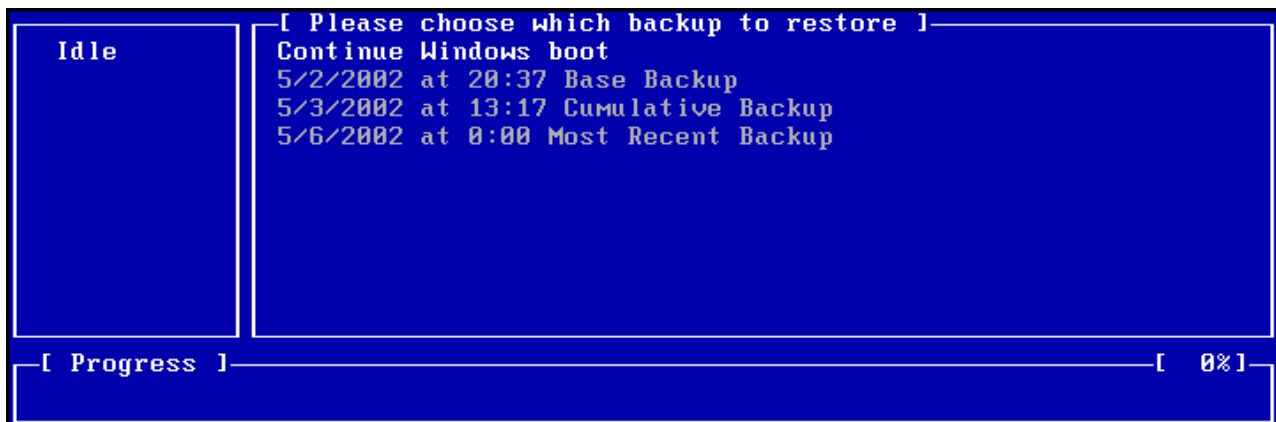 [ Please choose which backup to restore ]
Idle
Continue Windows boot
5/2/2002 at 20:37 Base Backup
5/3/2002 at 13:17 Cumulative Backup
5/6/2002 at 0:00 Most Recent Backup
[ Progress ] [ 0%]